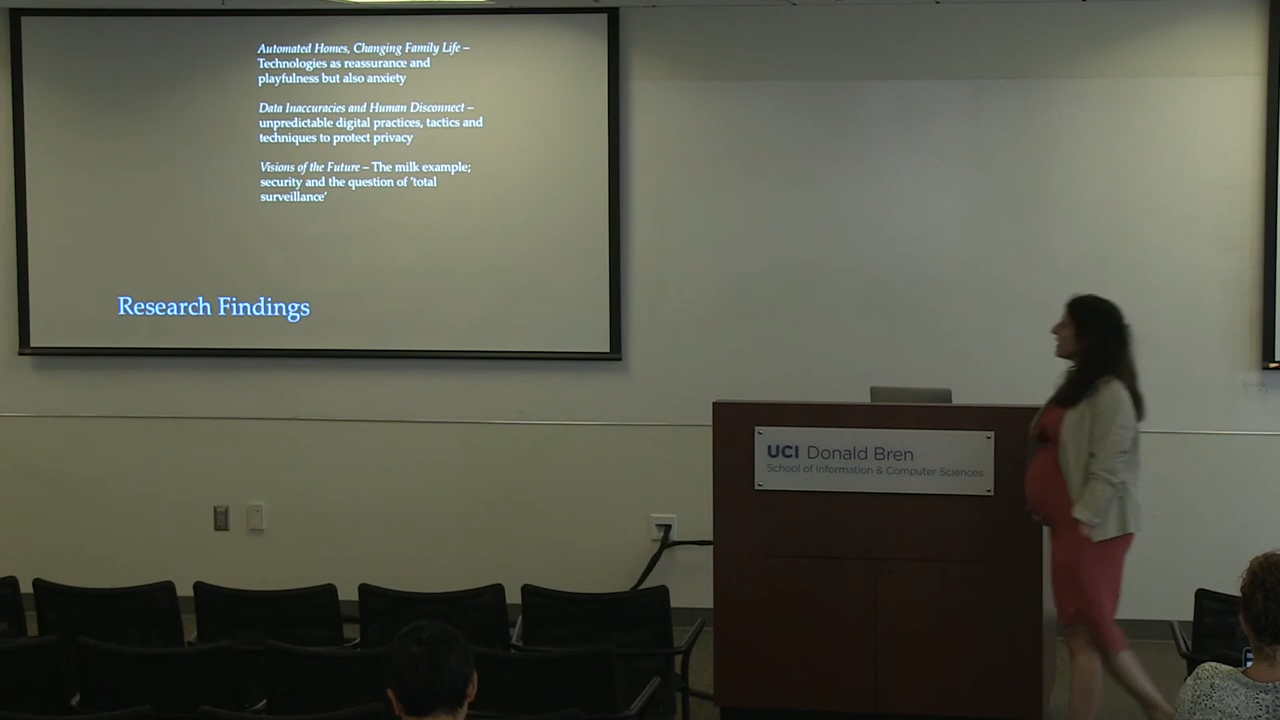 Automated Homes, Changing Family Life –
Technologies as reassurance and
playfulness but also anxiety
Data Inaccuracies and Human Disconnect –
unpredictable digital practices, tactics and
techniques to protect privacy
Visions of the Future – The milk example;
security and the question of 'total
surveillance'
Research Findings
UCI Donald Bren
School of Information & Computer Sciences